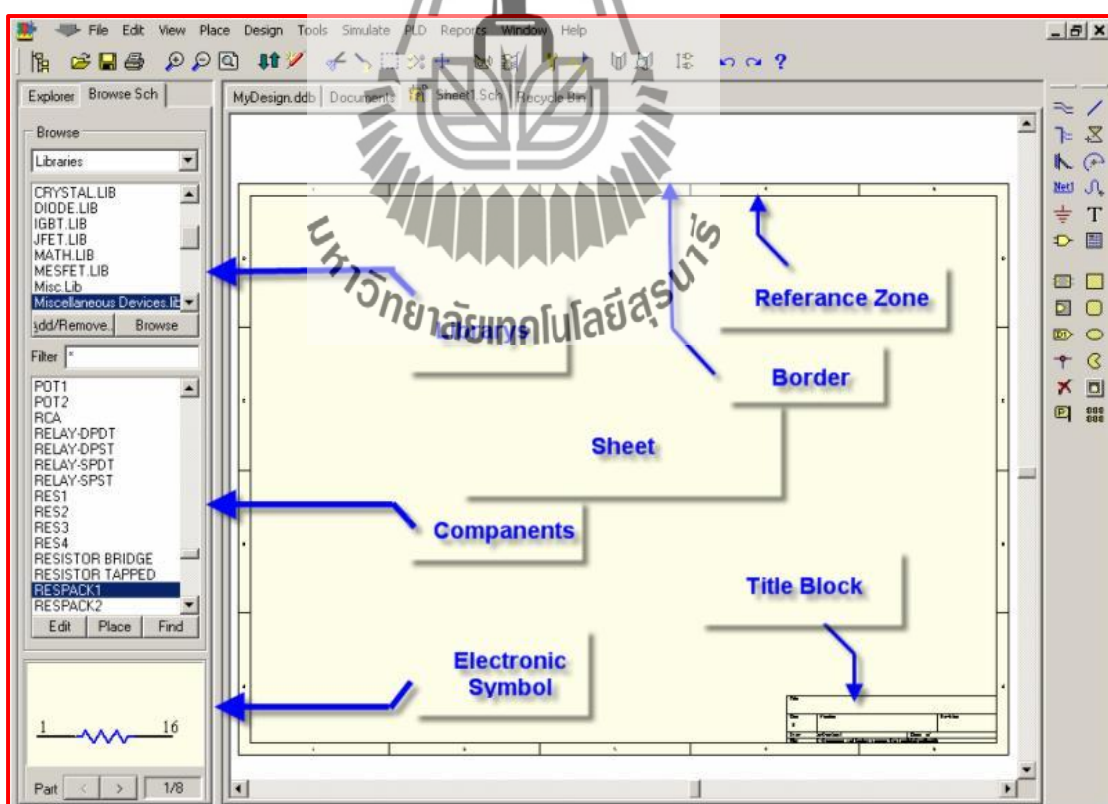 File Edit View Place Design Tools Simulate PLD Reports Window Help
Explorer Browse Sch
MyDesign.ddb Documents Sheet1.Sch Recycle Bin
Browse
Libraries
CRYSTAL.LIB
DIODE.LIB
IGBT.LIB
JFET.LIB
MATH.LIB
MESFET.LIB
Misc.Lib
Miscellaneous Devices.lib
Add/Remove. Browse
Filter *
POT1
POT2
RCA
RELAY-DPDT
RELAY-DPST
RELAY-SPDT
RELAY-SPST
RES1
RES2
RES3
RES4
RESISTOR BRIDGE
RESISTOR TAPPED
RESPACK1
RESPACK2
Edit Place Find
1 16
Part < > 1/8
มหาวิทยาลัยเทคโนโลยีสุรนารี
Librarys
Referance Zone
Border
Sheet
Companents
Title Block
Electronic
Symbol
Net1
T
Title